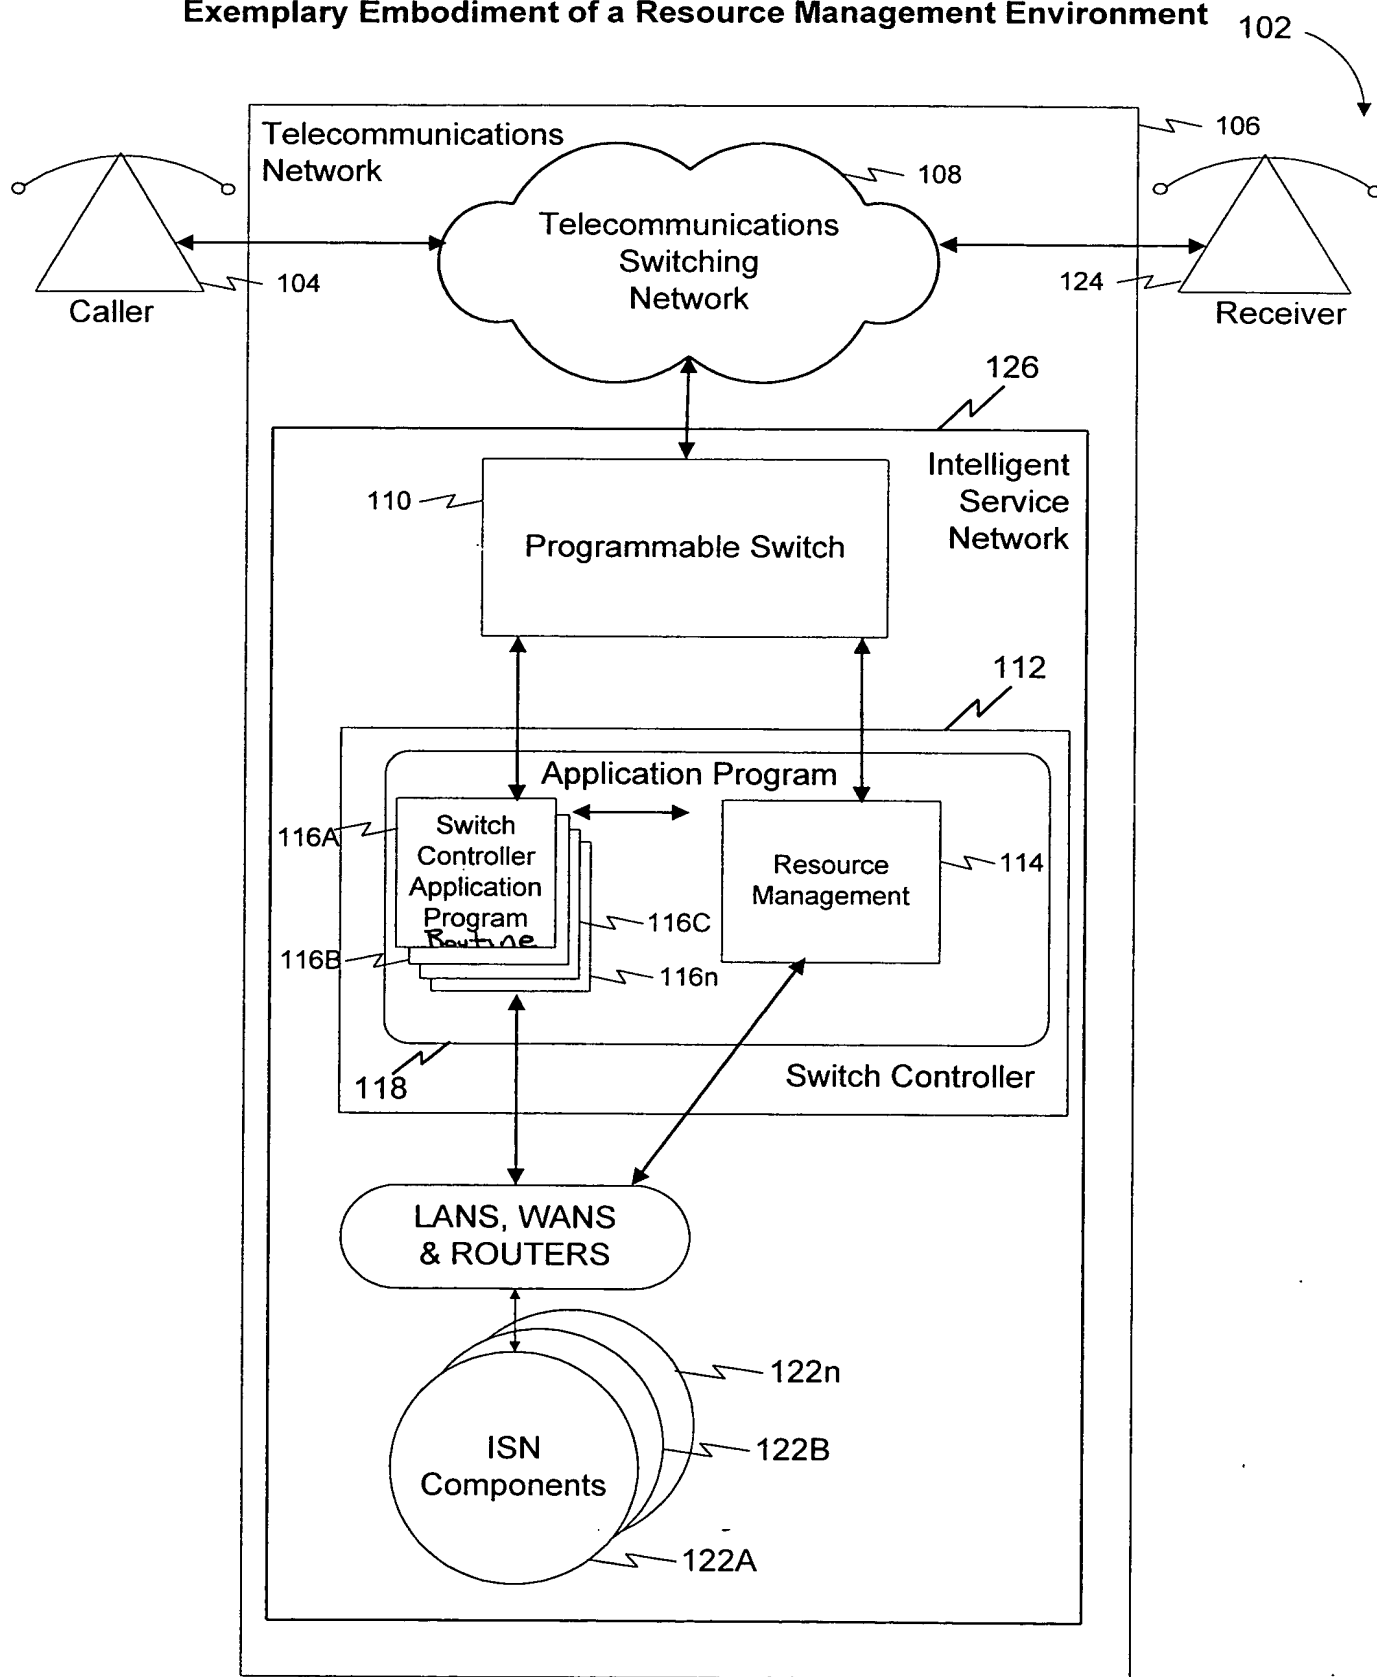 Exemplary Embodiment of a Resource Management Environment
102
Telecommunications
Network
106
108
Telecommunications
Switching
Network
104
Caller
124
Receiver
126
Intelligent
Service
Network
110
Programmable Switch
112
Application Program
116A
Switch
Controller
Application
Program
Routine
Resource
Management
114
116C
116B
116n
118
Switch Controller
LANS, WANS
& ROUTERS
122n
ISN
Components
122B
122A